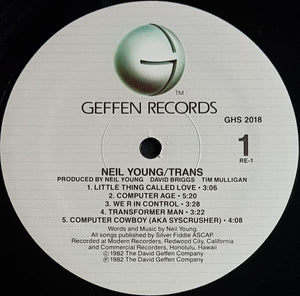 TM
GEFFEN RECORDS
GHS 2018
1
RE-1
NEIL YOUNG/TRANS
PRODUCED BY NEIL YOUNG DAVID BRIGGS TIM MULLIGAN
1. LITTLE THING CALLED LOVE • 3:06
2. COMPUTER AGE • 5:20
3. WE R IN CONTROL • 3:28
4. TRANSFORMER MAN • 3:22
5. COMPUTER COWBOY (AKA SYSCRUSHER) • 4:08
Words and Music by Neil Young.
All songs published by Silver Fiddle ASCAP.
Recorded at Modern Recorders, Redwood City, California
and Commercial Recorders, Honolulu, Hawaii
© 1982 The David Geffen Company
℗ 1982 The David Geffen Company